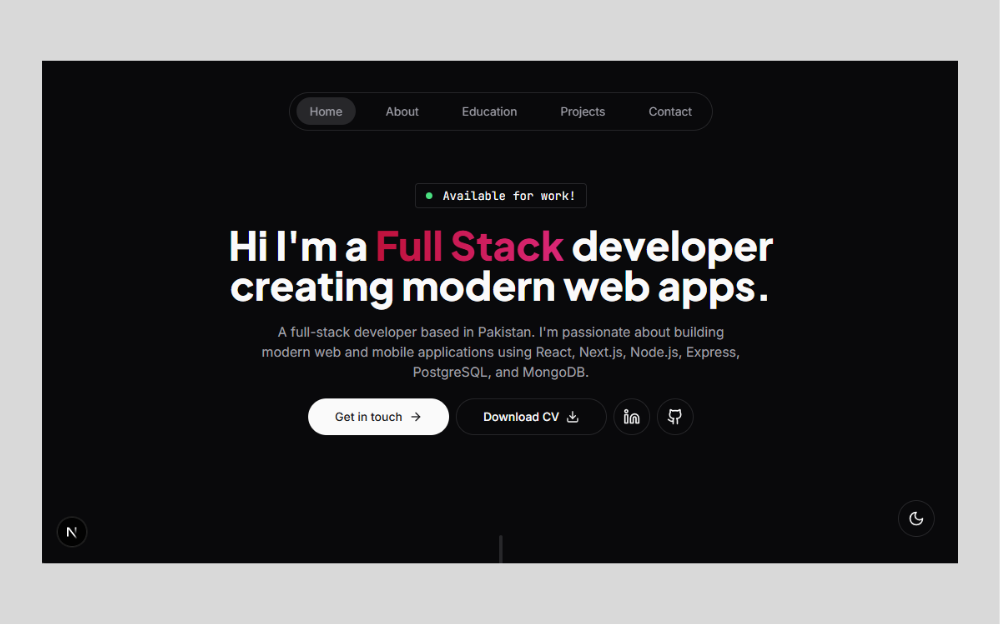 Home About Education Projects Contact
Available for work!
Hi I'm a Full Stack developer
creating modern web apps.
A full-stack developer based in Pakistan. I'm passionate about building
modern web and mobile applications using React, Next.js, Node.js, Express,
PostgreSQL, and MongoDB.
Get in touch Download CV in
N